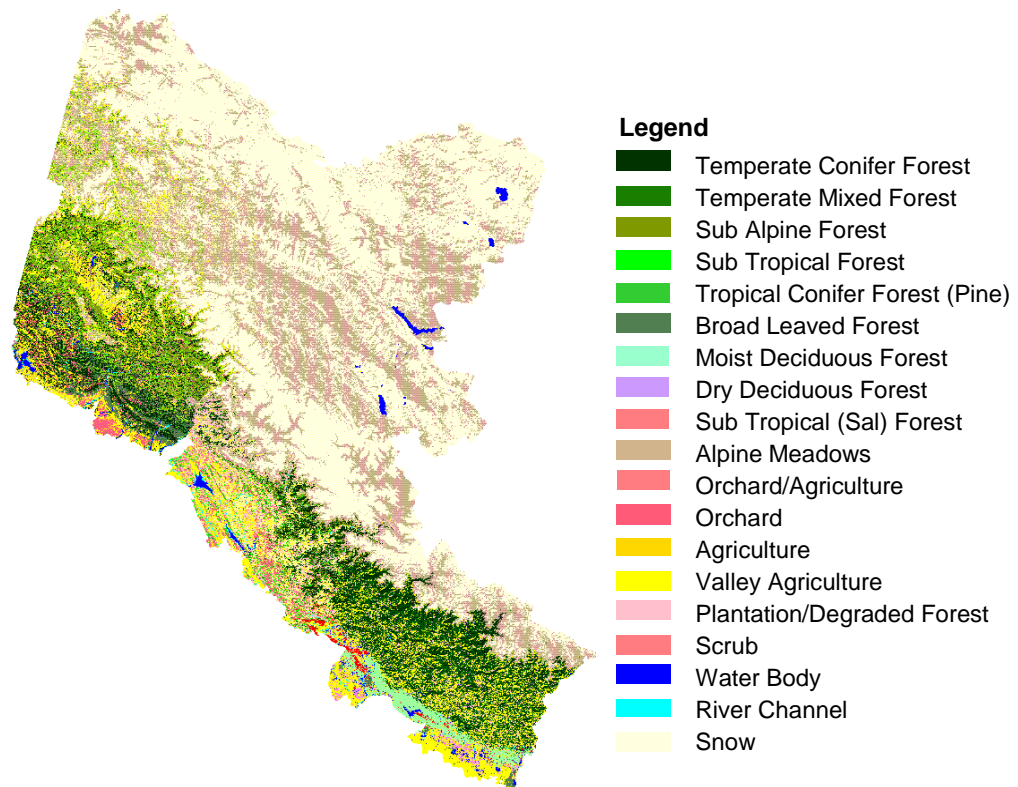 Legend
Temperate Conifer Forest
Temperate Mixed Forest
Sub Alpine Forest
Sub Tropical Forest
Tropical Conifer Forest (Pine)
Broad Leaved Forest
Moist Deciduous Forest
Dry Deciduous Forest
Sub Tropical (Sal) Forest
Alpine Meadows
Orchard/Agriculture
Orchard
Agriculture
Valley Agriculture
Plantation/Degraded Forest
Scrub
Water Body
River Channel
Snow